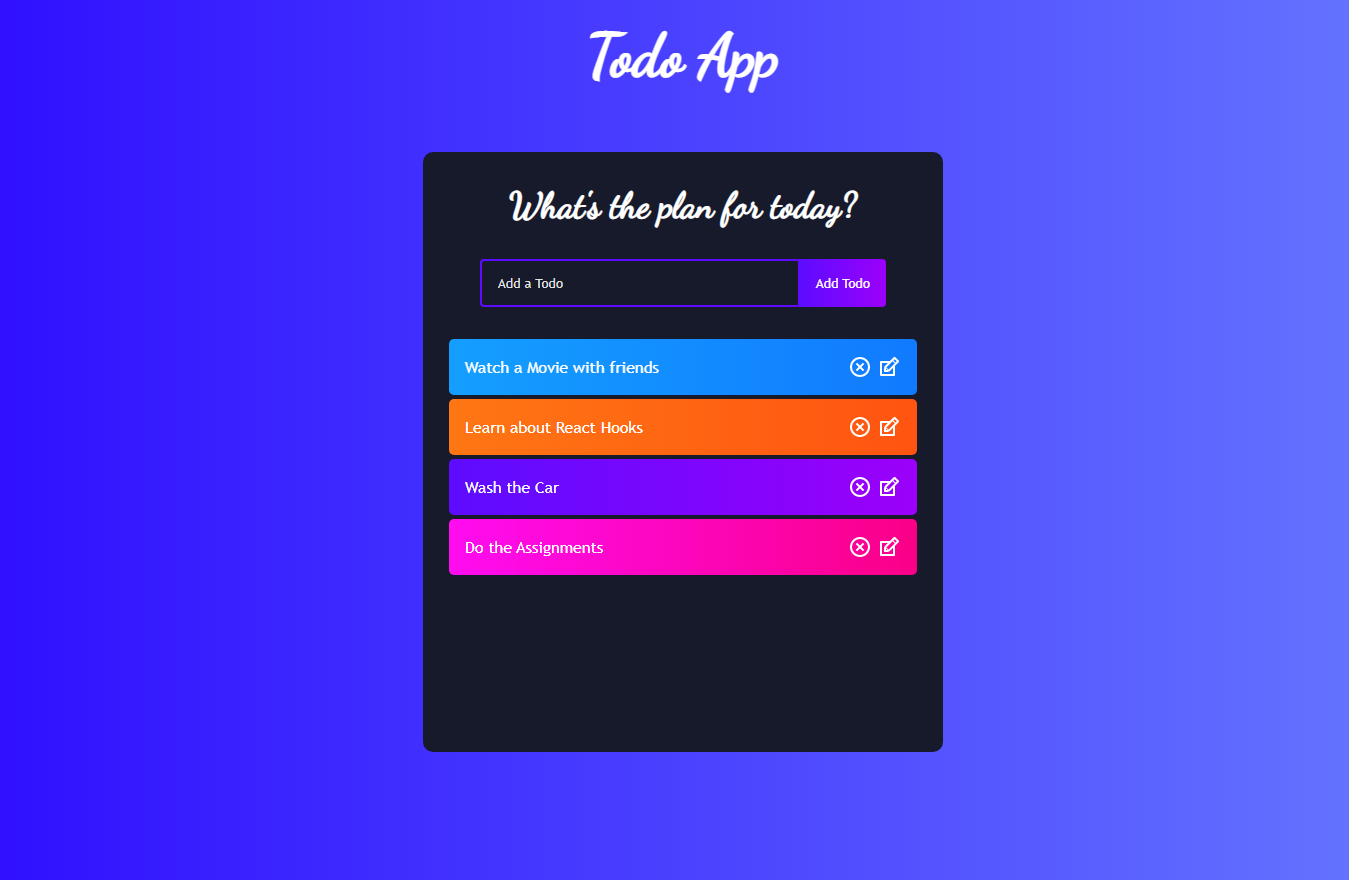 Todo App
What's the plan for today?
Add a Todo
Add Todo
Watch a Movie with friends
Learn about React Hooks
Wash the Car
Do the Assignments